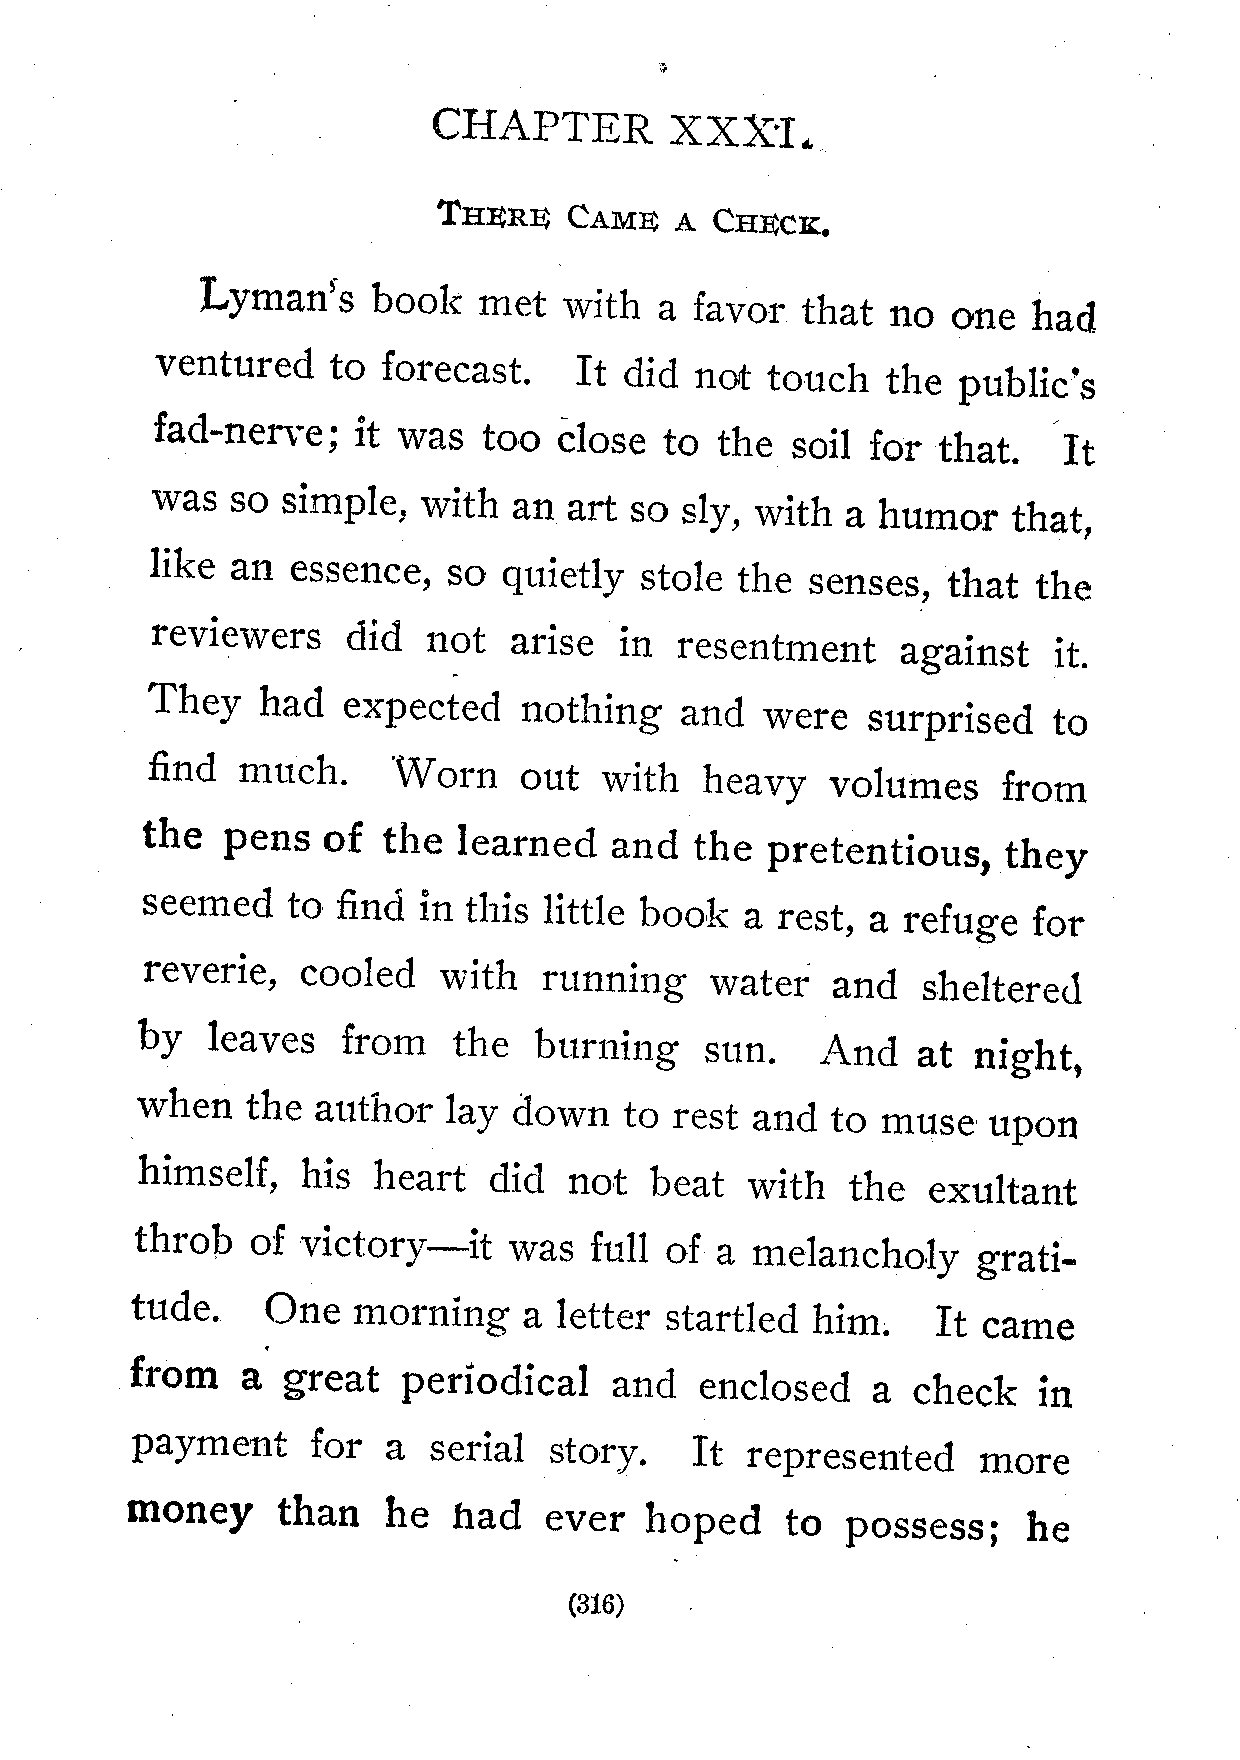 CHAPTER XXXI.
THERE CAME A CHECK.
Lyman's book met with a favor that no one had
ventured to forecast. It did not touch the public's
fad-nerve; it was too close to the soil for that. It
was so simple, with an art so sly, with a humor that,
like an essence, so quietly stole the senses, that the
reviewers did not arise in resentment against it.
They had expected nothing and were surprised to
find much. Worn out with heavy volumes from
the pens of the learned and the pretentious, they
seemed to find in this little book a rest, a refuge for
reverie, cooled with running water and sheltered
by leaves from the burning sun. And at night,
when the author lay down to rest and to muse upon
himself, his heart did not beat with the exultant
throb of victory—it was full of a melancholy grati-
tude. One morning a letter startled him. It came
from a great periodical and enclosed a check in
payment for a serial story. It represented more
money than he had ever hoped to possess; he
(316)